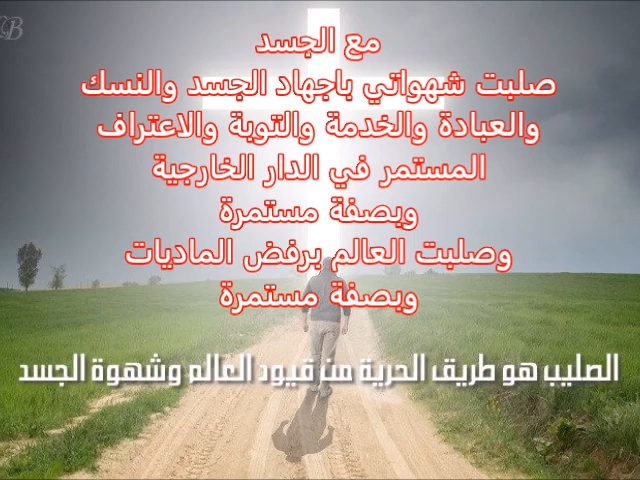 مع الجسد
صلبت شهواتي باجهاد الجسد والنسك
والعبادة والخدمة والتوبة والاعتراف
المستمر في الدار الخارجية
وبصفة مستمرة
وصلبت العالم برفض الماديات
وبصفة مستمرة
الصليب هو طريق الحرية من قيود العالم وشهوة الجسد